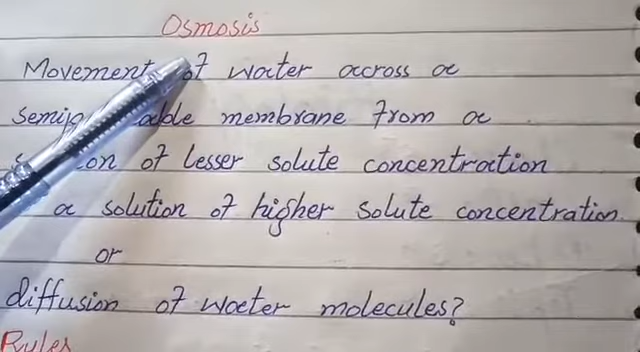 Osmosis
Movement of water across a
membrane from a
of lesser solute concentration
a solution of higher solute concentration
or
diffusion of water molecules?
Rules